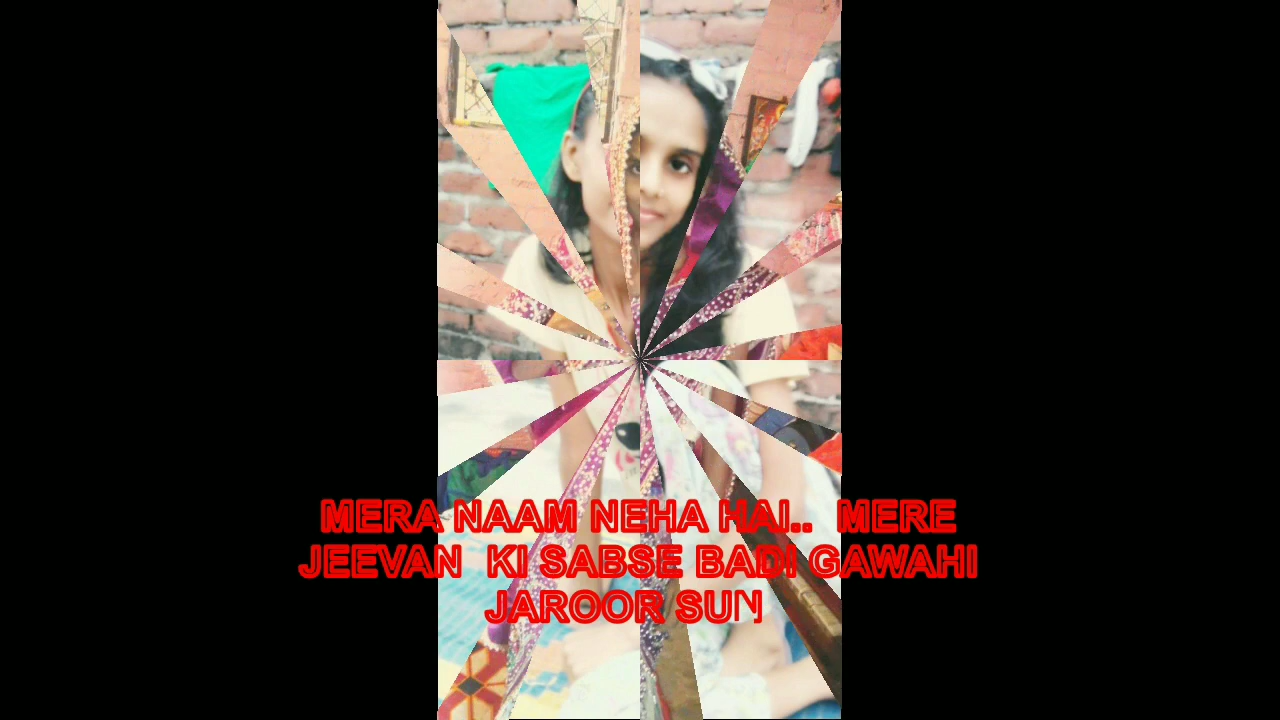 MERA NAAM NEHA HAI.. MERE
JEEVAN KI SABSE BADI GAWAHI
JAROOR SUN